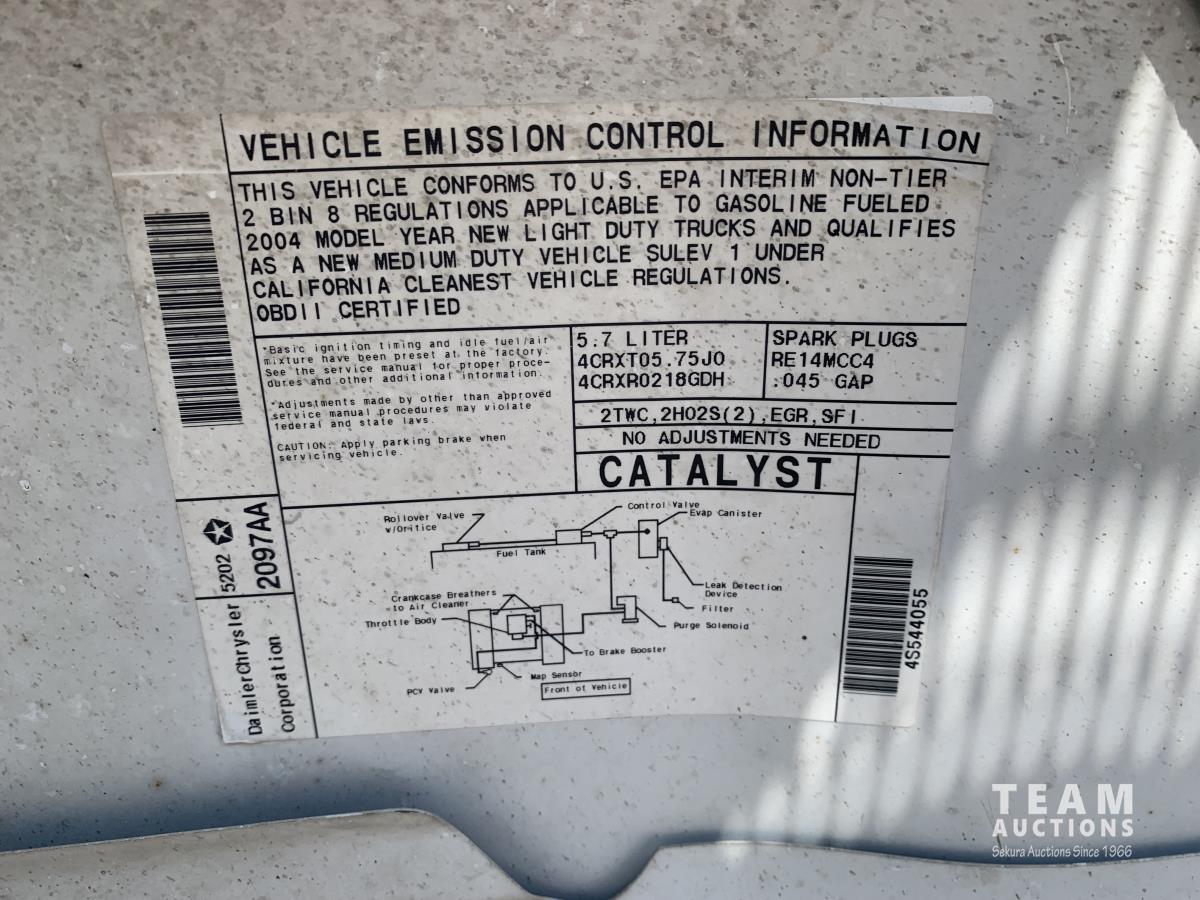 VEHICLE EMISSION CONTROL INFORMATION
THIS VEHICLE CONFORMS TO U.S. EPA INTERIM NON-TIER
2 BIN 8 REGULATIONS APPLICABLE TO GASOLINE FUELED
2004 MODEL YEAR NEW LIGHT DUTY TRUCKS AND QUALIFIES
AS A NEW MEDIUM DUTY VEHICLE SULEV 1 UNDER
CALIFORNIA CLEANEST VEHICLE REGULATIONS.
OBDII CERTIFIED
*Basic ignition timing and idle fuel/air
mixture have been preset at the factory.
See the service manual for proper proce-
dures and other additional information.
*Adjustments made by other than approved
service manual procedures may violate
federal and state laws.
CAUTION: Apply parking brake when
servicing vehicle.
5.7 LITER
4CRXT05.75J0
4CRXR0218GDH
SPARK PLUGS
RE14MCC4
.045 GAP
2TWC,2HO2S(2),EGR,SFI
NO ADJUSTMENTS NEEDED
CATALYST
Rollover Valve
w/Orifice
Control Valve
Evap Canister
Fuel Tank
Leak Detection
Device
Filter
Crankcase Breathers
to Air Cleaner
Throttle Body
Purge Solenoid
To Brake Booster
Map Sensor
PCV Valve
Front of Vehicle
5202
2097AA
DaimlerChrysler
Corporation
4S544055
TEAM
AUCTIONS
Sekura Auctions Since 1966